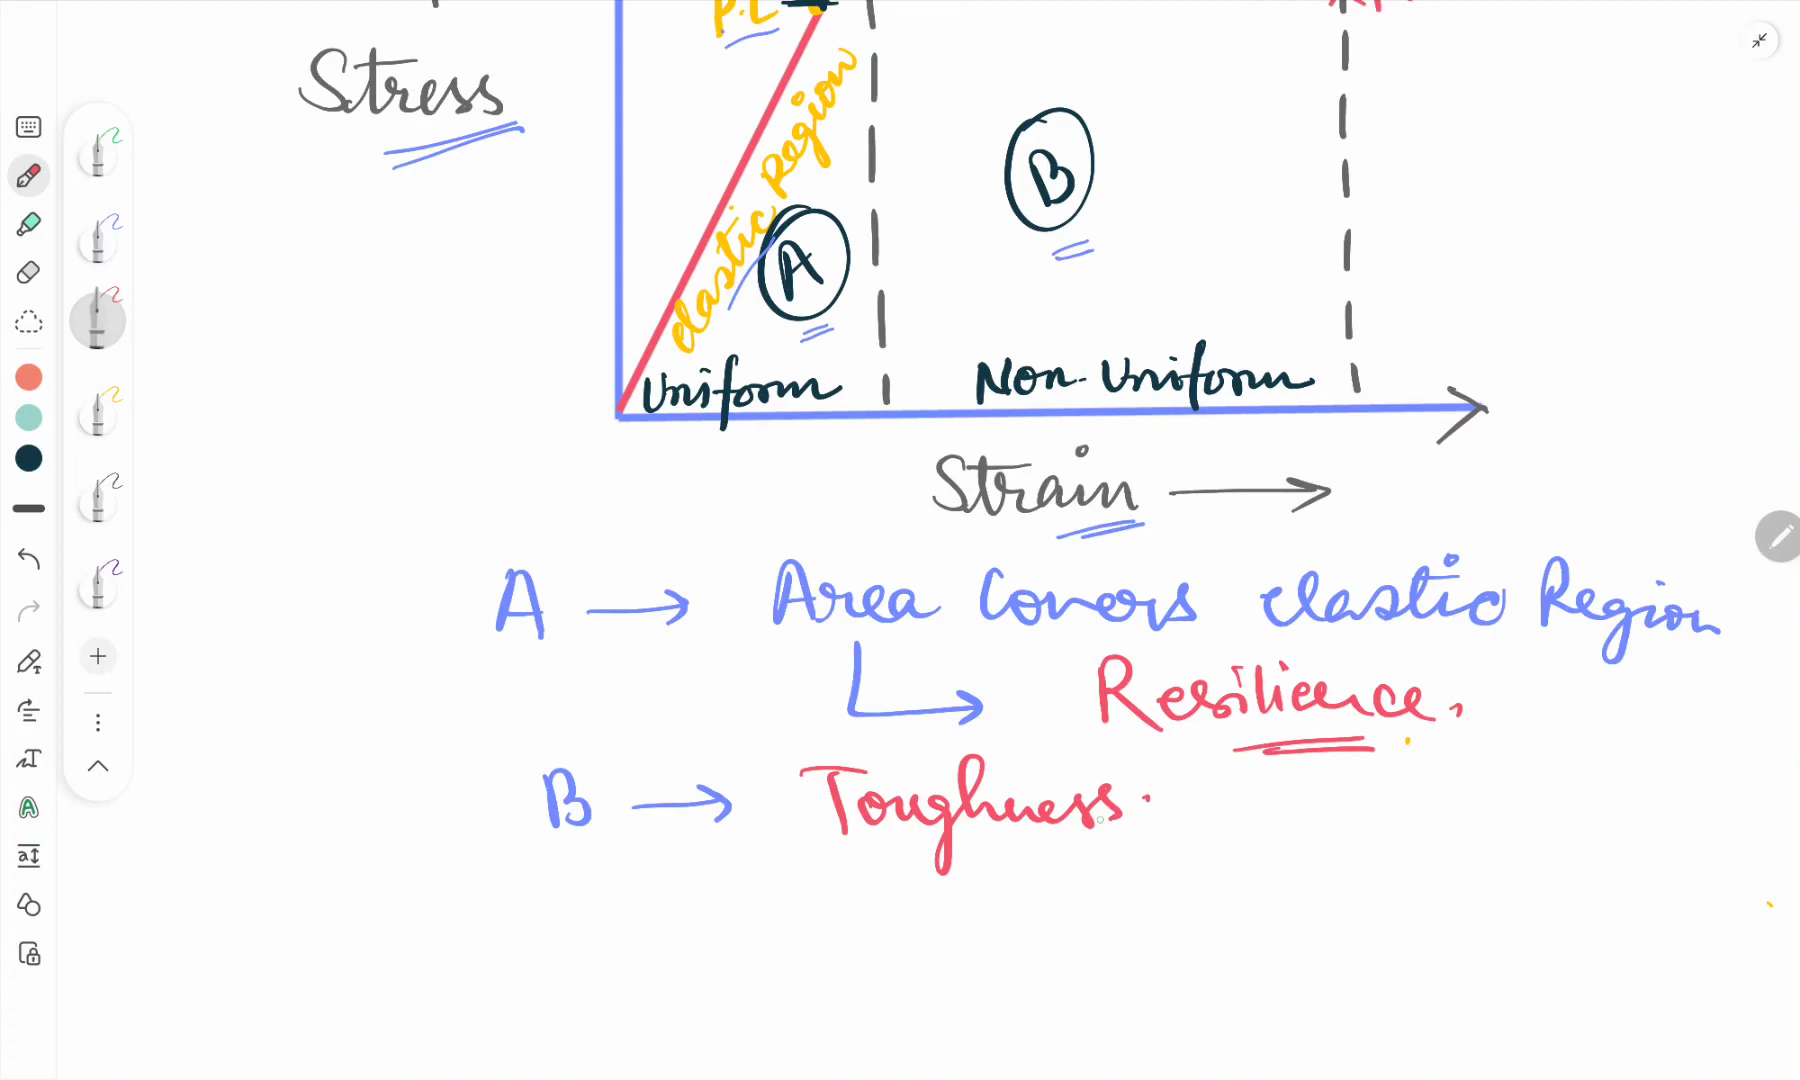 P.L
Stress
elastic Region
A
B
Uniform
Non-Uniform
Strain
A → Area Covers elastic Region
Resilience.
B → Toughness.